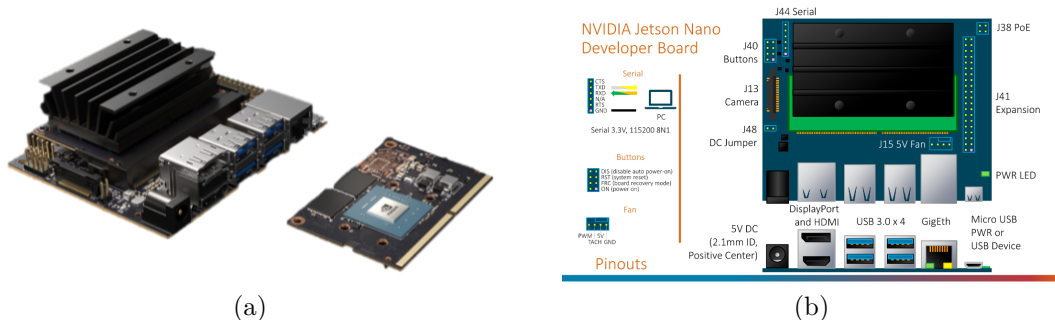 NVIDIA Jetson Nano
Developer Board
Serial
CTS
TXD
RXD
N/A
RTS
GND
PC
Serial 3.3V, 115200 8N1
Buttons
DIS (disable auto power-on)
RST (system reset)
FRC (board recovery mode)
ON (power on)
Fan
PWM 5V
TACH GND
Pinouts
J44 Serial
J38 PoE
J40
Buttons
J13
Camera
J41
Expansion
J48
DC Jumper
J15 5V Fan
PWR LED
DisplayPort
and HDMI
USB 3.0 x 4
GigEth
Micro USB
PWR or
USB Device
5V DC
(2.1mm ID,
Positive Center)
(a)
(b)